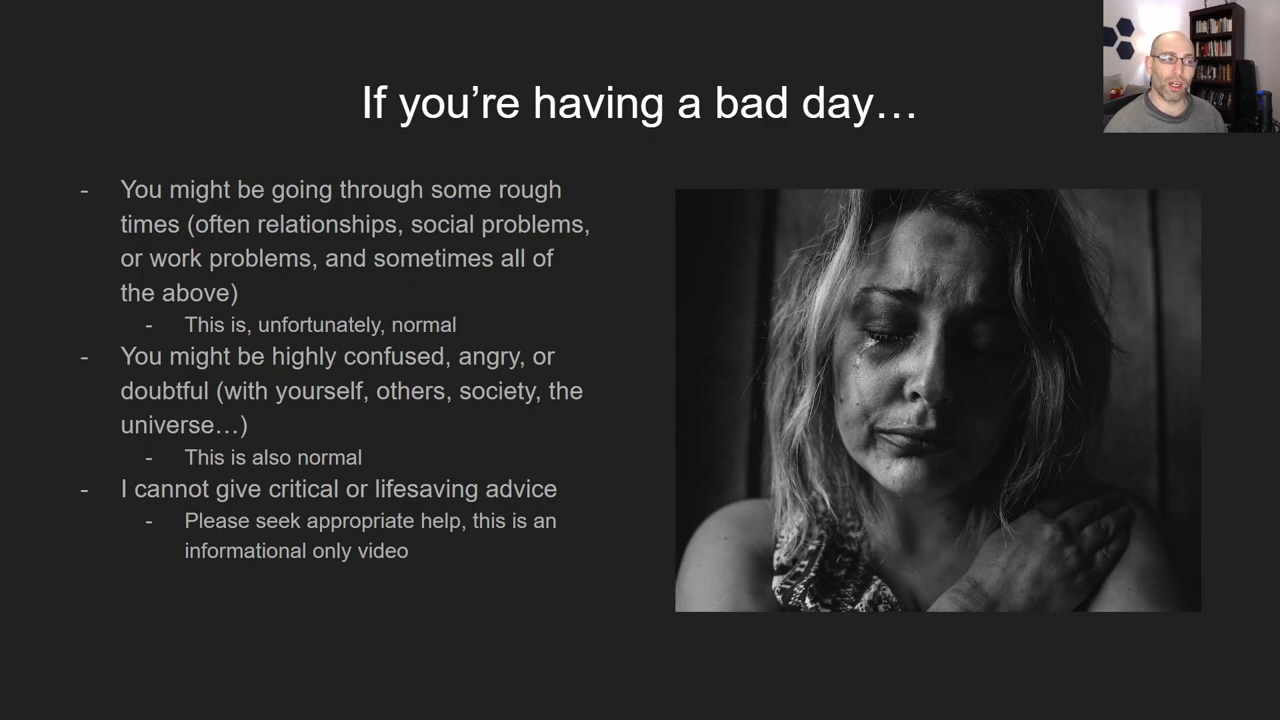 If you’re having a bad day…
- You might be going through some rough
times (often relationships, social problems,
or work problems, and sometimes all of
the above)
- This is, unfortunately, normal
- You might be highly confused, angry, or
doubtful (with yourself, others, society, the
universe…)
- This is also normal
- I cannot give critical or lifesaving advice
- Please seek appropriate help, this is an
informational only video